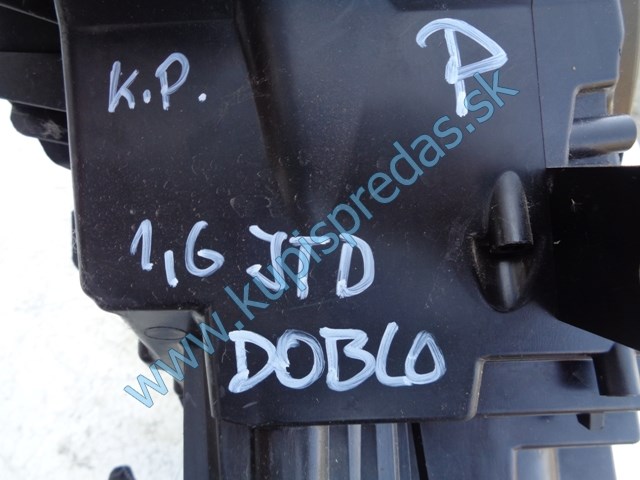 K.P. P
1,6 JTD
DOBLO
www.kupispredas.sk